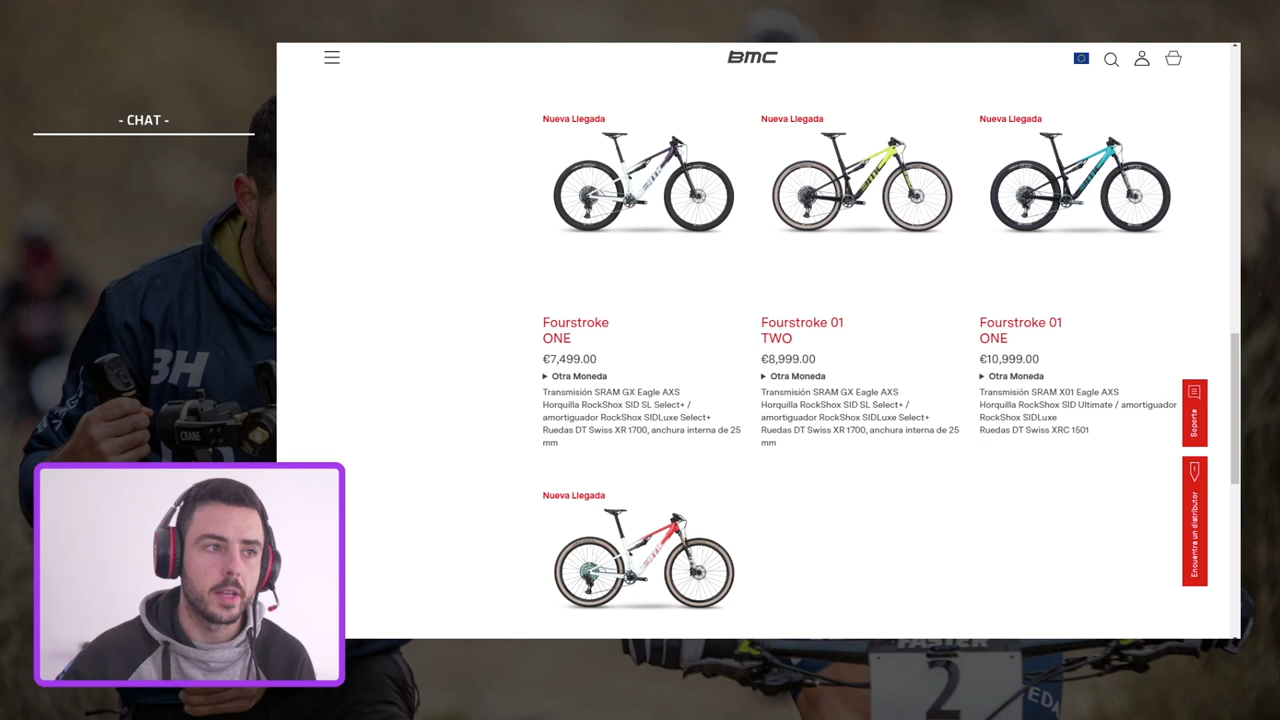 - CHAT -
BMC
Nueva Llegada
Nueva Llegada
Nueva Llegada
Fourstroke
ONE
€7,499.00
▶ Otra Moneda
Transmisión SRAM GX Eagle AXS
Horquilla RockShox SID SL Select+ /
amortiguador RockShox SIDLuxe Select+
Ruedas DT Swiss XR 1700, anchura interna de 25
mm
Fourstroke 01
TWO
€8,999.00
▶ Otra Moneda
Transmisión SRAM GX Eagle AXS
Horquilla RockShox SID SL Select+ /
amortiguador RockShox SIDLuxe Select+
Ruedas DT Swiss XR 1700, anchura interna de 25
mm
Fourstroke 01
ONE
€10,999.00
▶ Otra Moneda
Transmisión SRAM X01 Eagle AXS
Horquilla RockShox SID Ultimate / amortiguador
RockShox SIDLuxe
Ruedas DT Swiss XRC 1501
Nueva Llegada
Soporte
Encuentra un distribuidor
3H
CRANE
FASTER
2
EDA